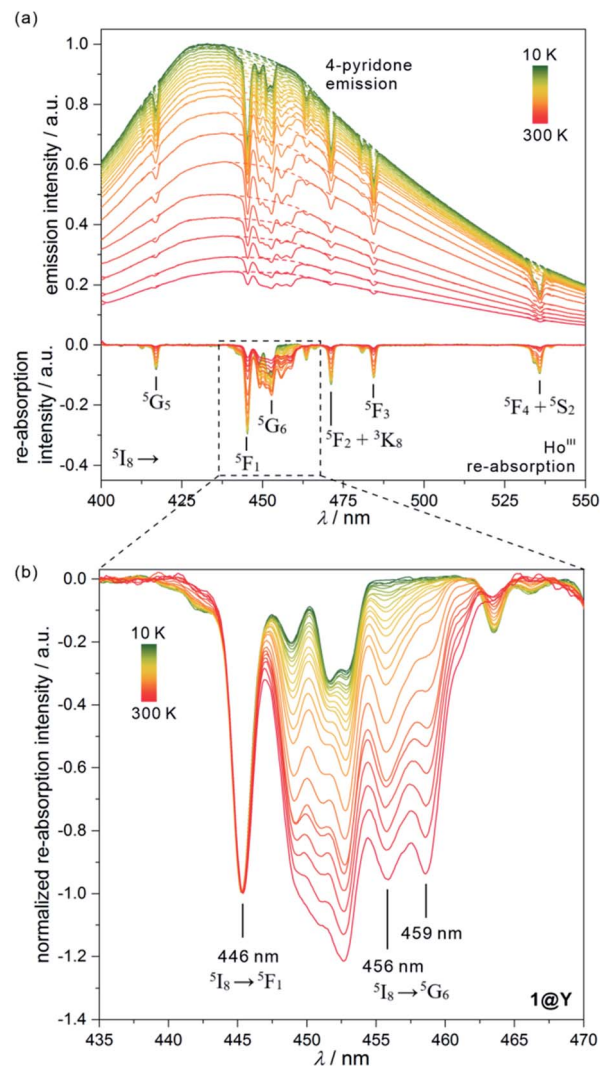 (a)
emission intensity / a.u.
1.0
0.8
0.6
0.4
0.2
4-pyridone
emission
10 K
300 K
re-absorption
intensity / a.u.
0.0
-0.2
-0.4
⁵G₅
⁵I₈→
⁵F₁
⁵G₆
⁵F₂ + ³K₈
⁵F₃
⁵F₄ + ⁵S₂
Hoᴵᴵᴵ
re-absorption
400 425 450 475 500 525 550
λ / nm
(b)
normalized re-absorption intensity / a.u.
0.0
-0.2
-0.4
-0.6
-0.8
-1.0
-1.2
-1.4
10 K
300 K
446 nm
⁵I₈→⁵F₁
456 nm
459 nm
⁵I₈→⁵G₆
1@Y
435 440 445 450 455 460 465 470
λ / nm